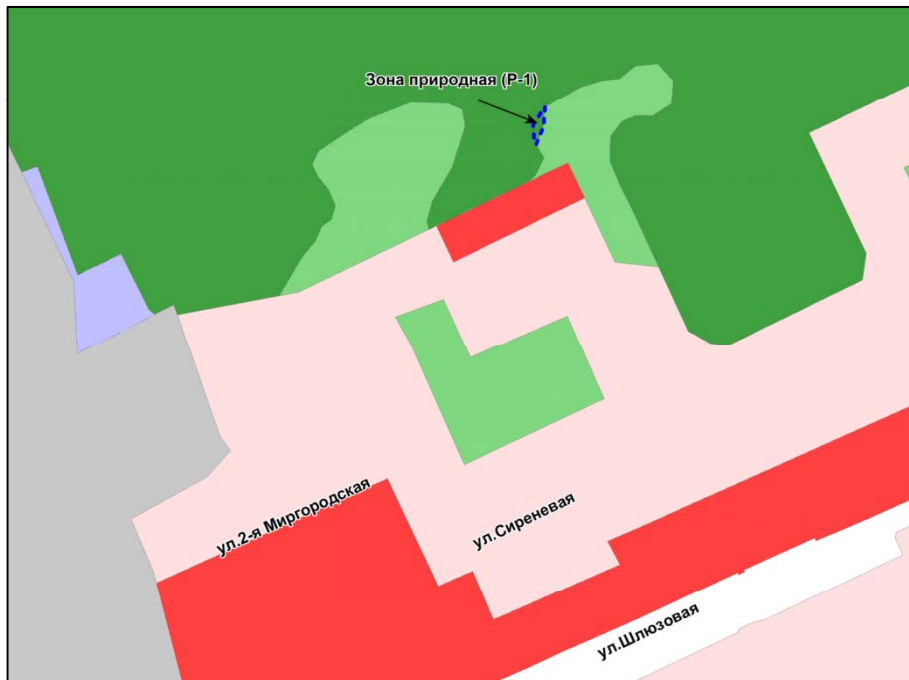 Зона природная (Р-1)
ул.2-я Миргородская
ул.Сиреневая
ул.Шлюзовая